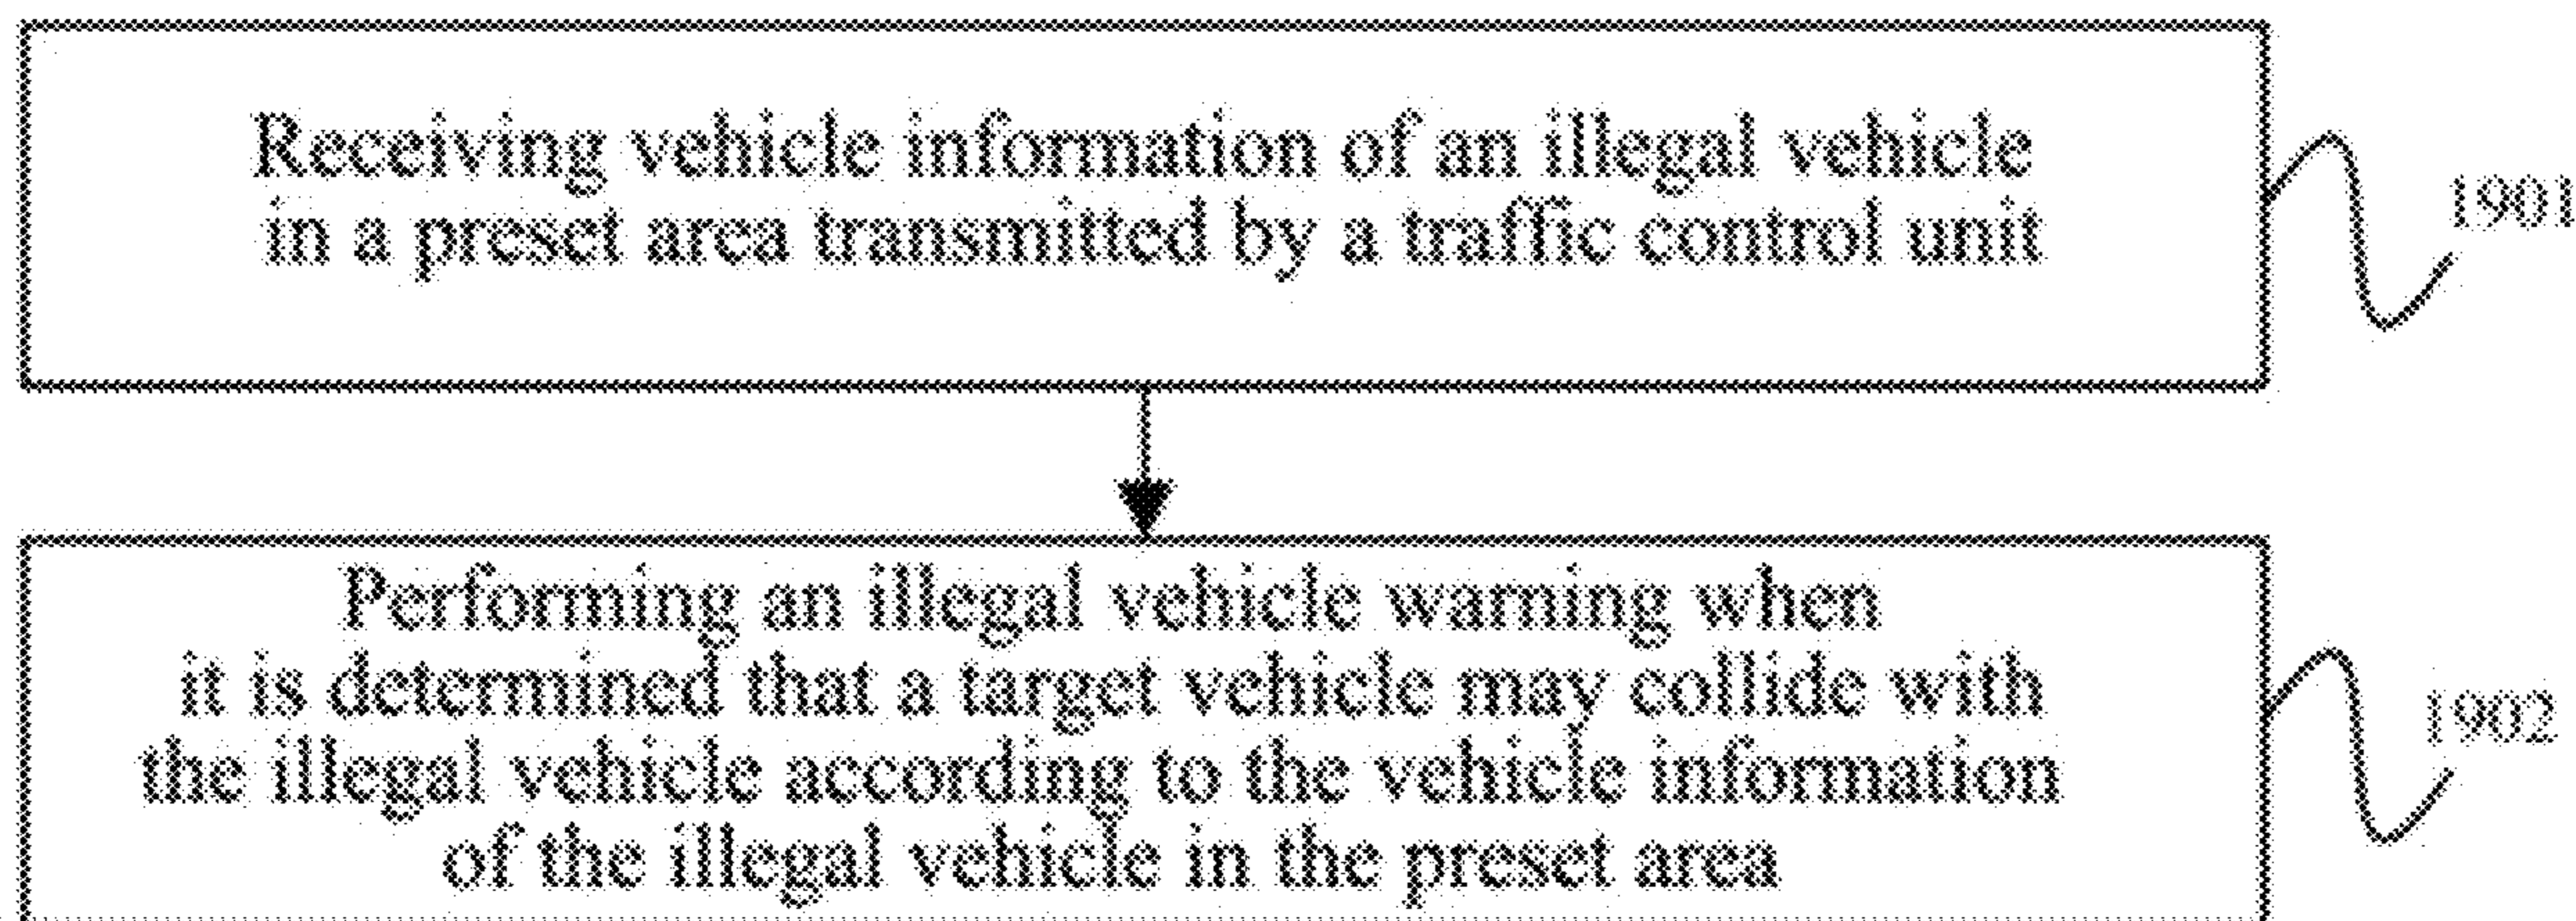 Receiving vehicle information of an illegal vehicle
in a preset area transmitted by a traffic control unit
1901
Performing an illegal vehicle warning when
it is determined that a target vehicle may collide with
the illegal vehicle according to the vehicle information
of the illegal vehicle in the preset area
1902